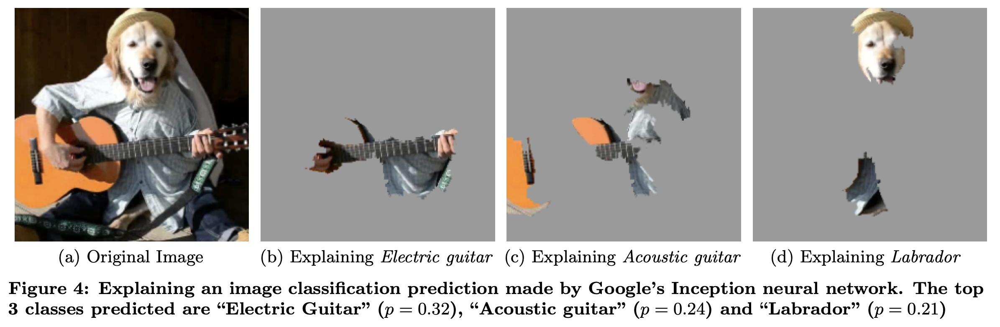 (a) Original Image
(b) Explaining Electric guitar
(c) Explaining Acoustic guitar
(d) Explaining Labrador
Figure 4: Explaining an image classification prediction made by Google's Inception neural network. The top
3 classes predicted are “Electric Guitar” (p = 0.32), “Acoustic guitar” (p = 0.24) and “Labrador” (p = 0.21)